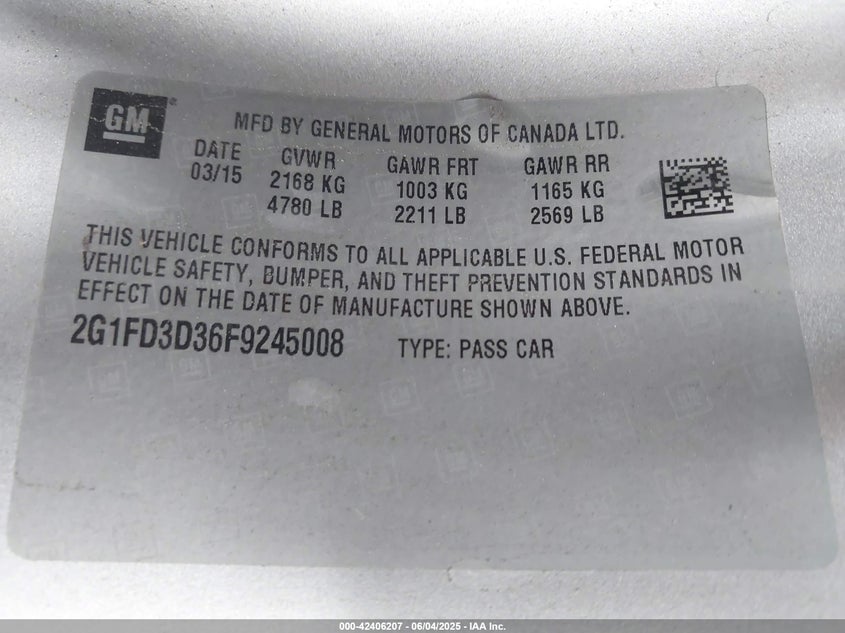 GM
MFD BY GENERAL MOTORS OF CANADA LTD.
DATE GVWR GAWR FRT GAWR RR
03/15 2168 KG 1003 KG 1165 KG
4780 LB 2211 LB 2569 LB
THIS VEHICLE CONFORMS TO ALL APPLICABLE U.S. FEDERAL MOTOR
VEHICLE SAFETY, BUMPER, AND THEFT PREVENTION STANDARDS IN
EFFECT ON THE DATE OF MANUFACTURE SHOWN ABOVE.
2G1FD3D36F9245008 TYPE: PASS CAR
000-42406207 - 06/04/2025 - IAA Inc.